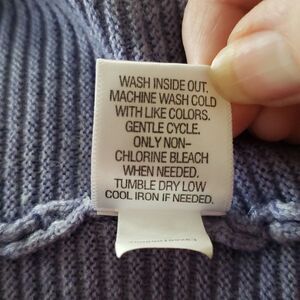 WASH INSIDE OUT.
MACHINE WASH COLD
WITH LIKE COLORS.
GENTLE CYCLE.
ONLY NON-
CHLORINE BLEACH
WHEN NEEDED.
TUMBLE DRY LOW
COOL IRON IF NEEDED.